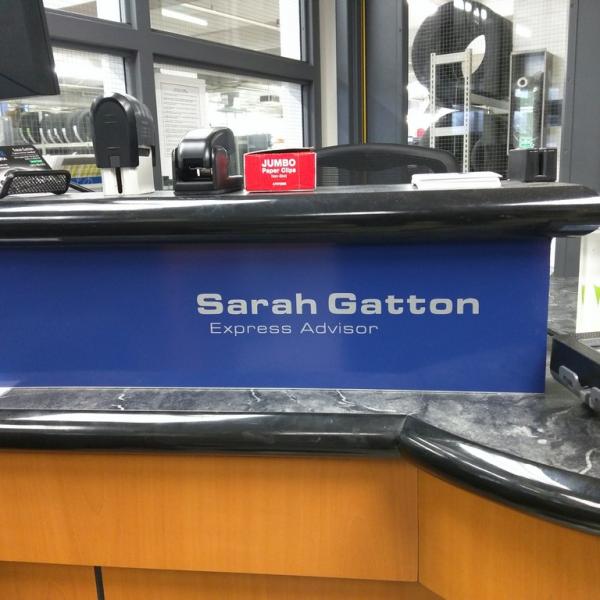 JUMBO
Paper Clips
Sarah Gatton
Express Advisor